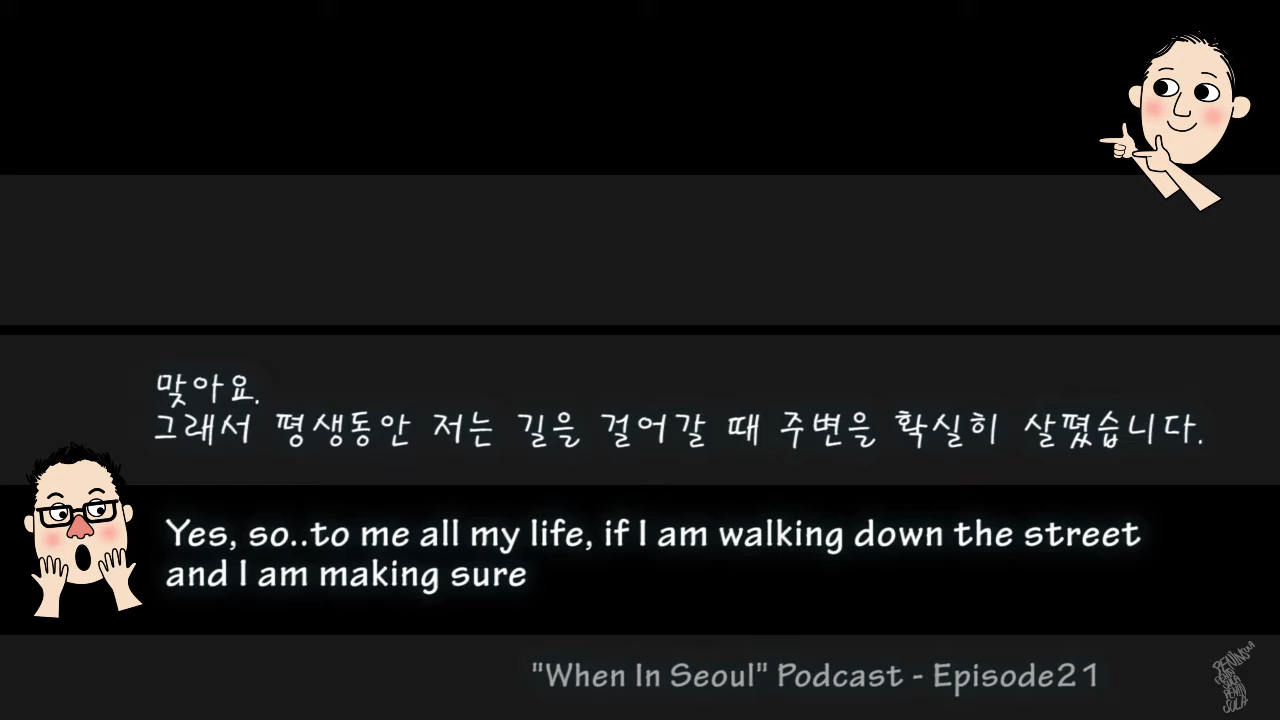 맞아요.
그래서 평생동안 저는 길을 걸어갈 때 주변을 확실히 살폈습니다.
Yes, so..to me all my life, if I am walking down the street
and I am making sure
"When In Seoul" Podcast - Episode21